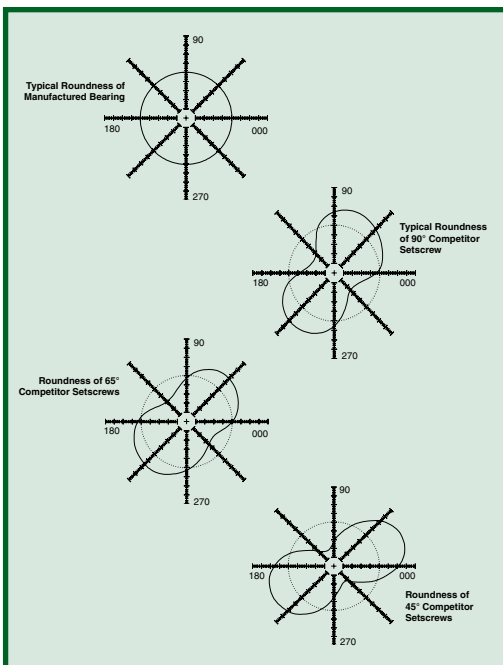 90
Typical Roundness of
Manufactured Bearing
180
000
270
90
Typical Roundness
of 90° Competitor
Setscrew
180
000
270
90
Roundness of 65°
Competitor Setscrews
180
000
270
90
180
000
Roundness of
45° Competitor
Setscrews
270